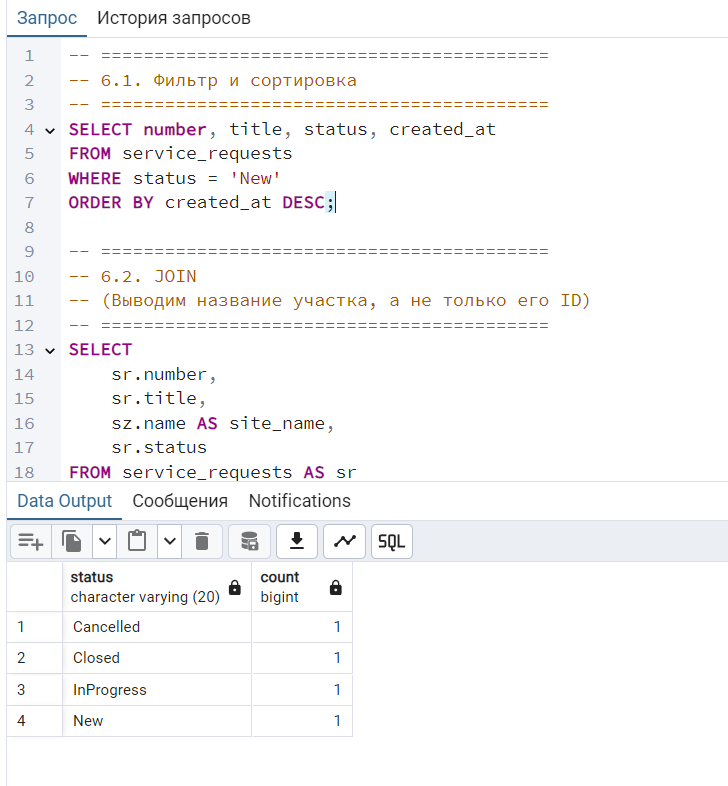 Запрос История запросов
1 -- ==========================================
2 -- 6.1. Фильтр и сортировка
3 -- ==========================================
4 SELECT number, title, status, created_at
5 FROM service_requests
6 WHERE status = 'New'
7 ORDER BY created_at DESC;
8
9 -- ==========================================
10 -- 6.2. JOIN
11 -- (Выводим название участка, а не только его ID)
12 -- ==========================================
13 SELECT
14 sr.number,
15 sr.title,
16 sz.name AS site_name,
17 sr.status
18 FROM service_requests AS sr
Data Output Сообщения Notifications
SQL
status count
character varying (20) bigint
1 Cancelled 1
2 Closed 1
3 InProgress 1
4 New 1